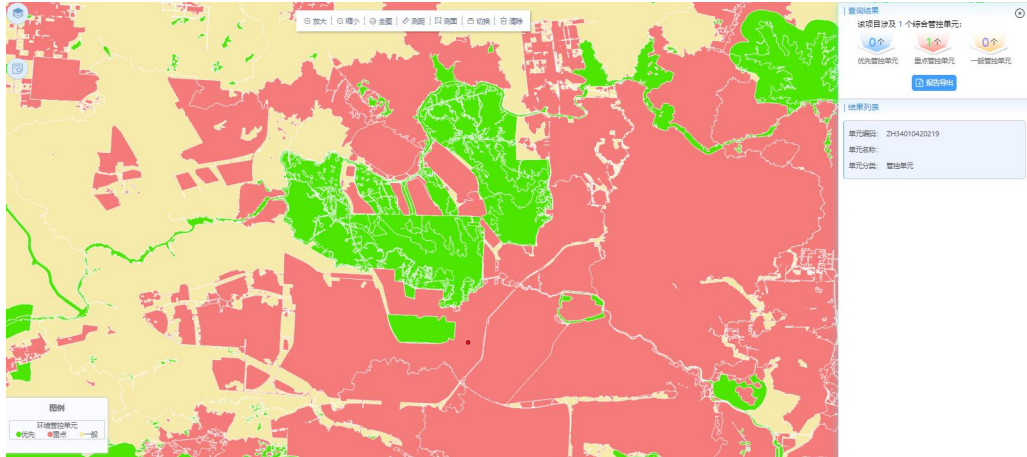 放大 | 缩小 | 全图 | 测距 | 测面 | 切换 | 清除
查询结果
该项目涉及 1 个综合管控单元:
0个 1个 0个
优先管控单元 重点管控单元 一般管控单元
报告导出
结果列表
单元编码: ZH34010420219
单元名称:
单元分类: 管控单元
图例
环境管控单元
优先 重点 一般